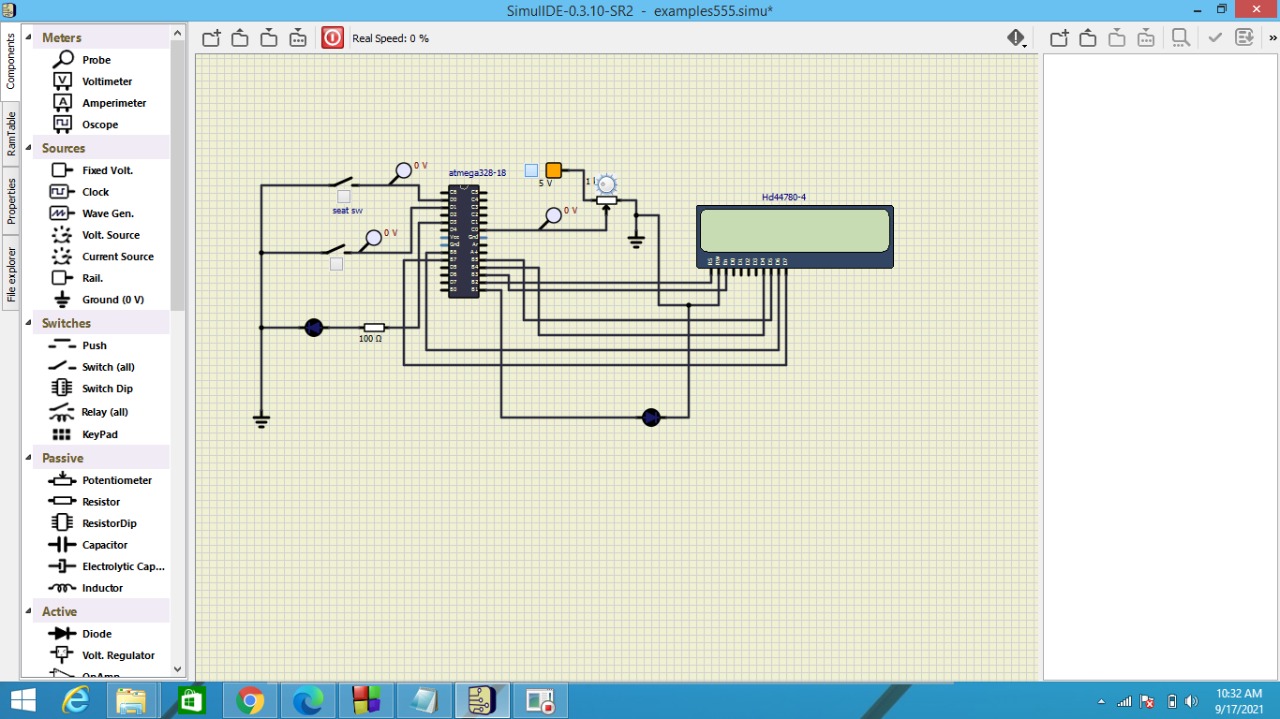 SimulIDE-0.3.10-SR2 - examples555.simu*
Components
RamTable
Properties
File explorer
Meters
Probe
Voltimeter
Amperimeter
Oscope
Sources
Fixed Volt.
Clock
Wave Gen.
Volt. Source
Current Source
Rail.
Ground (0 V)
Switches
Push
Switch (all)
Switch Dip
Relay (all)
KeyPad
Passive
Potentiometer
Resistor
ResistorDip
Capacitor
Electrolytic Cap...
Inductor
Active
Diode
Volt. Regulator
OpAmp
Real Speed: 0 %
»
0 V
seat sw
0 V
100 Ω
atmega328-18
5 V
0 V
Hd44780-4
10:32 AM
9/17/2021